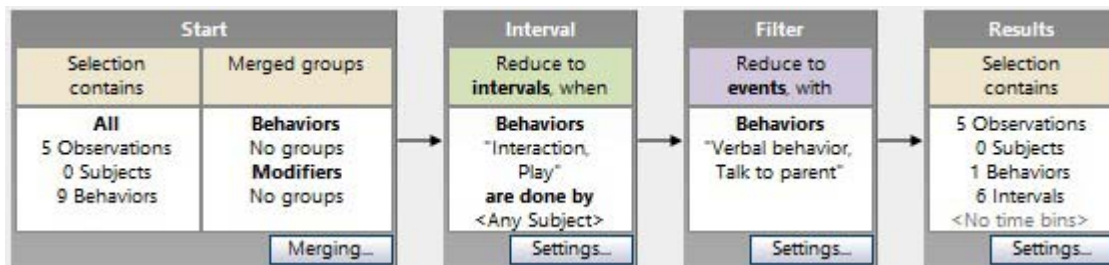 Start
Selection
contains
Merged groups
All
5 Observations
0 Subjects
9 Behaviors
Behaviors
No groups
Modifiers
No groups
Merging...
Interval
Reduce to
intervals, when
Behaviors
"Interaction,
Play"
are done by
<Any Subject>
Settings...
Filter
Reduce to
events, with
Behaviors
"Verbal behavior,
Talk to parent"
Settings...
Results
Selection
contains
5 Observations
0 Subjects
1 Behaviors
6 Intervals
<No time bins>
Settings...